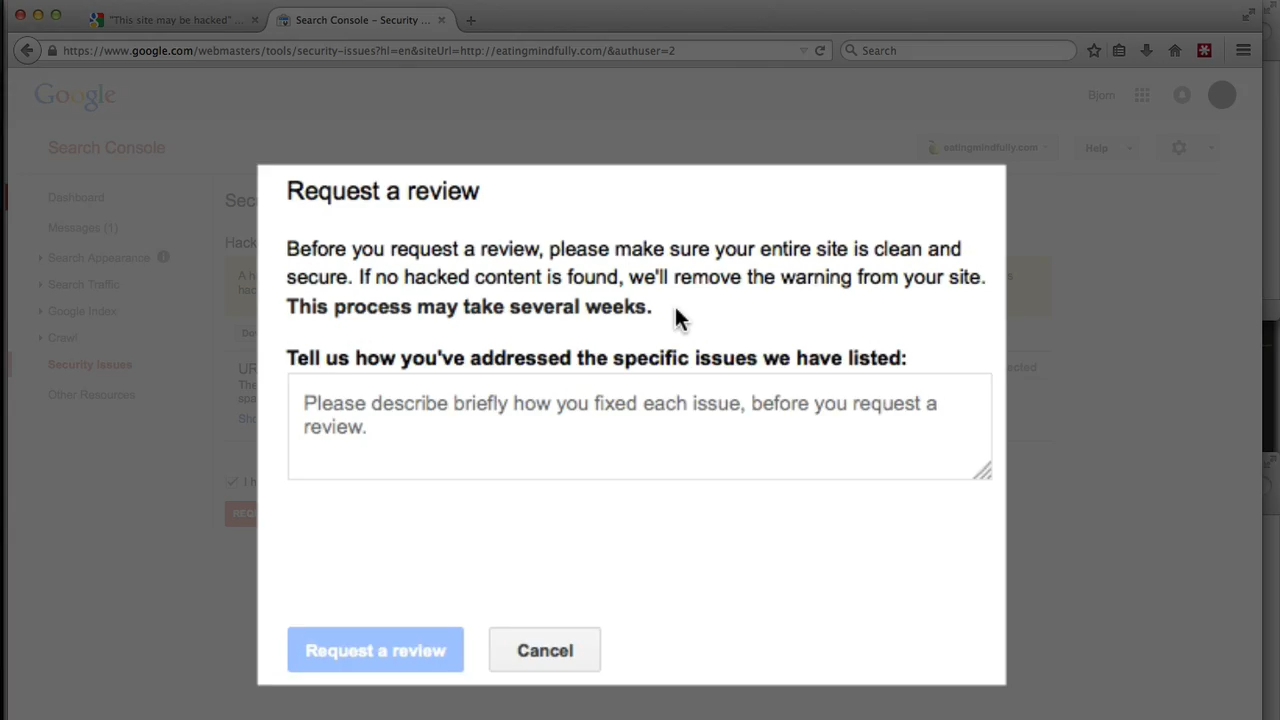 "This site may be hacked" ...
Search Console – Security ...
https://www.google.com/webmasters/tools/security-issues?hl=en&siteUrl=http://eatingmindfully.com/&authuser=2
Search
Google
Bjorn
Search Console
eatingmindfully.com
Help
Dashboard
Messages (1)
Search Appearance
Search Traffic
Google Index
Crawl
Security Issues
Other Resources
Request a review
Before you request a review, please make sure your entire site is clean and
secure. If no hacked content is found, we'll remove the warning from your site.
This process may take several weeks.
Tell us how you've addressed the specific issues we have listed:
Please describe briefly how you fixed each issue, before you request a
review.
Request a review
Cancel